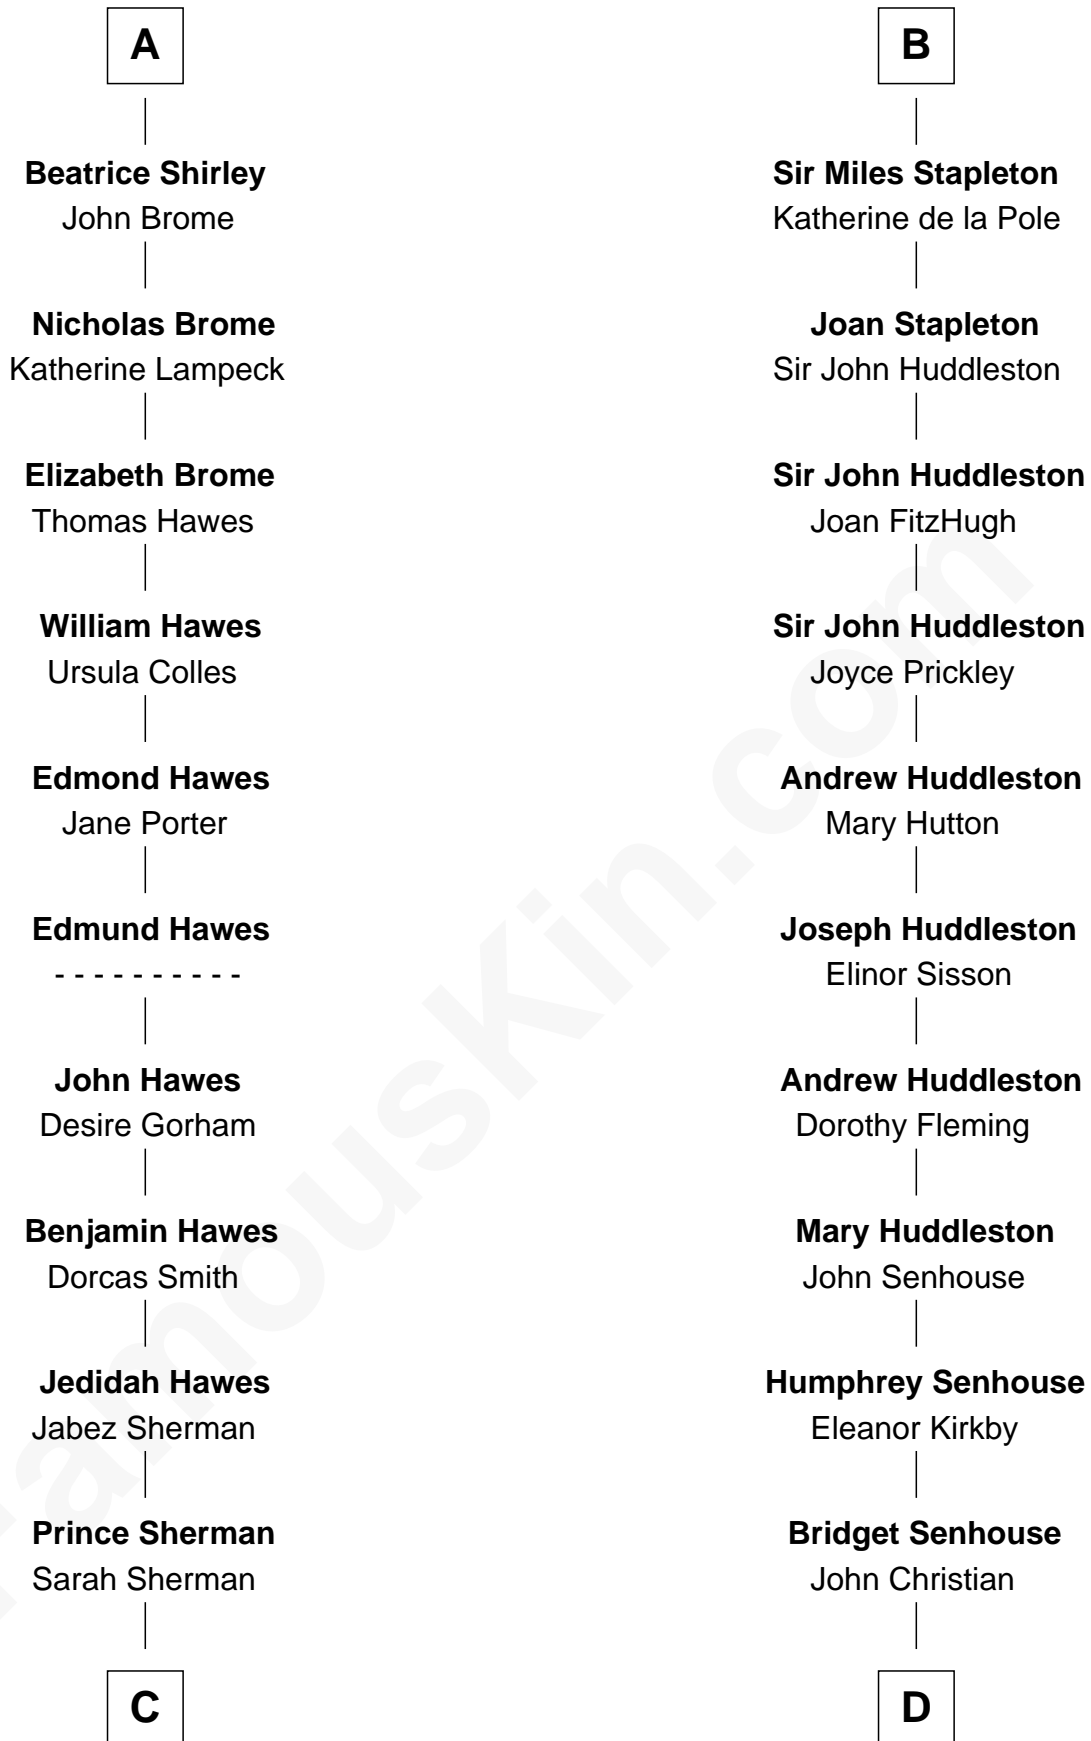 A
Beatrice Shirley
John Brome
Nicholas Brome
Katherine Lampeck
Elizabeth Brome
Thomas Hawes
William Hawes
Ursula Colles
Edmond Hawes
Jane Porter
Edmund Hawes
- - - - - - - - - -
John Hawes
Desire Gorham
Benjamin Hawes
Dorcas Smith
Jedidah Hawes
Jabez Sherman
Prince Sherman
Sarah Sherman
C
B
Sir Miles Stapleton
Katherine de la Pole
Joan Stapleton
Sir John Huddleston
Sir John Huddleston
Joan FitzHugh
Sir John Huddleston
Joyce Prickley
Andrew Huddleston
Mary Hutton
Joseph Huddleston
Elinor Sisson
Andrew Huddleston
Dorothy Fleming
Mary Huddleston
John Senhouse
Humphrey Senhouse
Eleanor Kirkby
Bridget Senhouse
John Christian
D
FamousKin.com